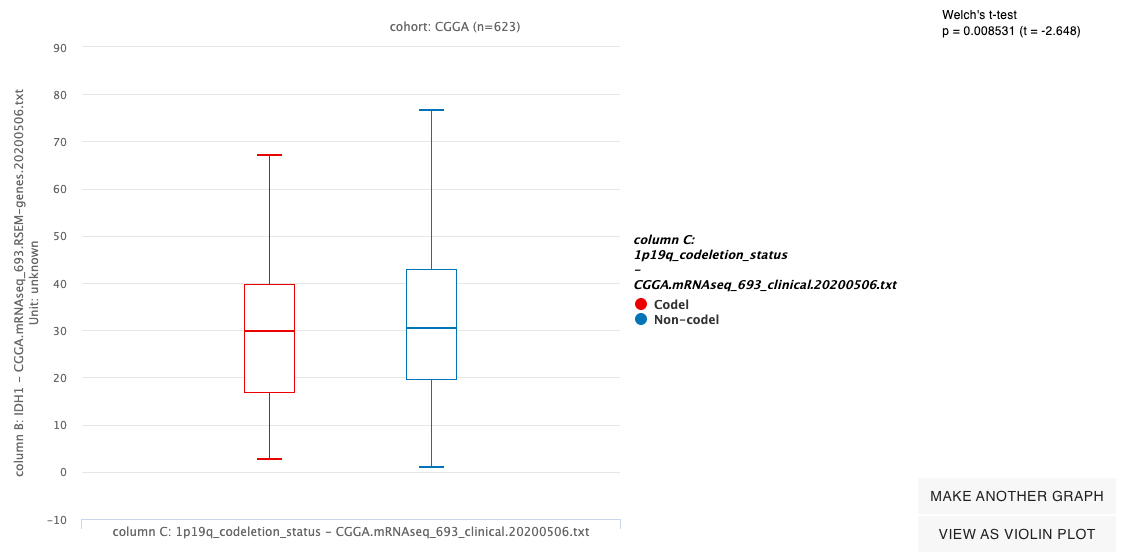 cohort: CGGA (n=623)
Welch's t-test
p = 0.008531 (t = -2.648)
column B: IDH1 - CGGA.mRNAseq_693.RSEM-genes.20200506.txt
Unit: unknown
90
80
70
60
50
40
30
20
10
0
-10
column C: 1p19q_codeletion_status - CGGA.mRNAseq_693_clinical.20200506.txt
column C:
1p19q_codeletion_status
-
CGGA.mRNAseq_693_clinical.20200506.txt
Codel
Non-codel
MAKE ANOTHER GRAPH
VIEW AS VIOLIN PLOT